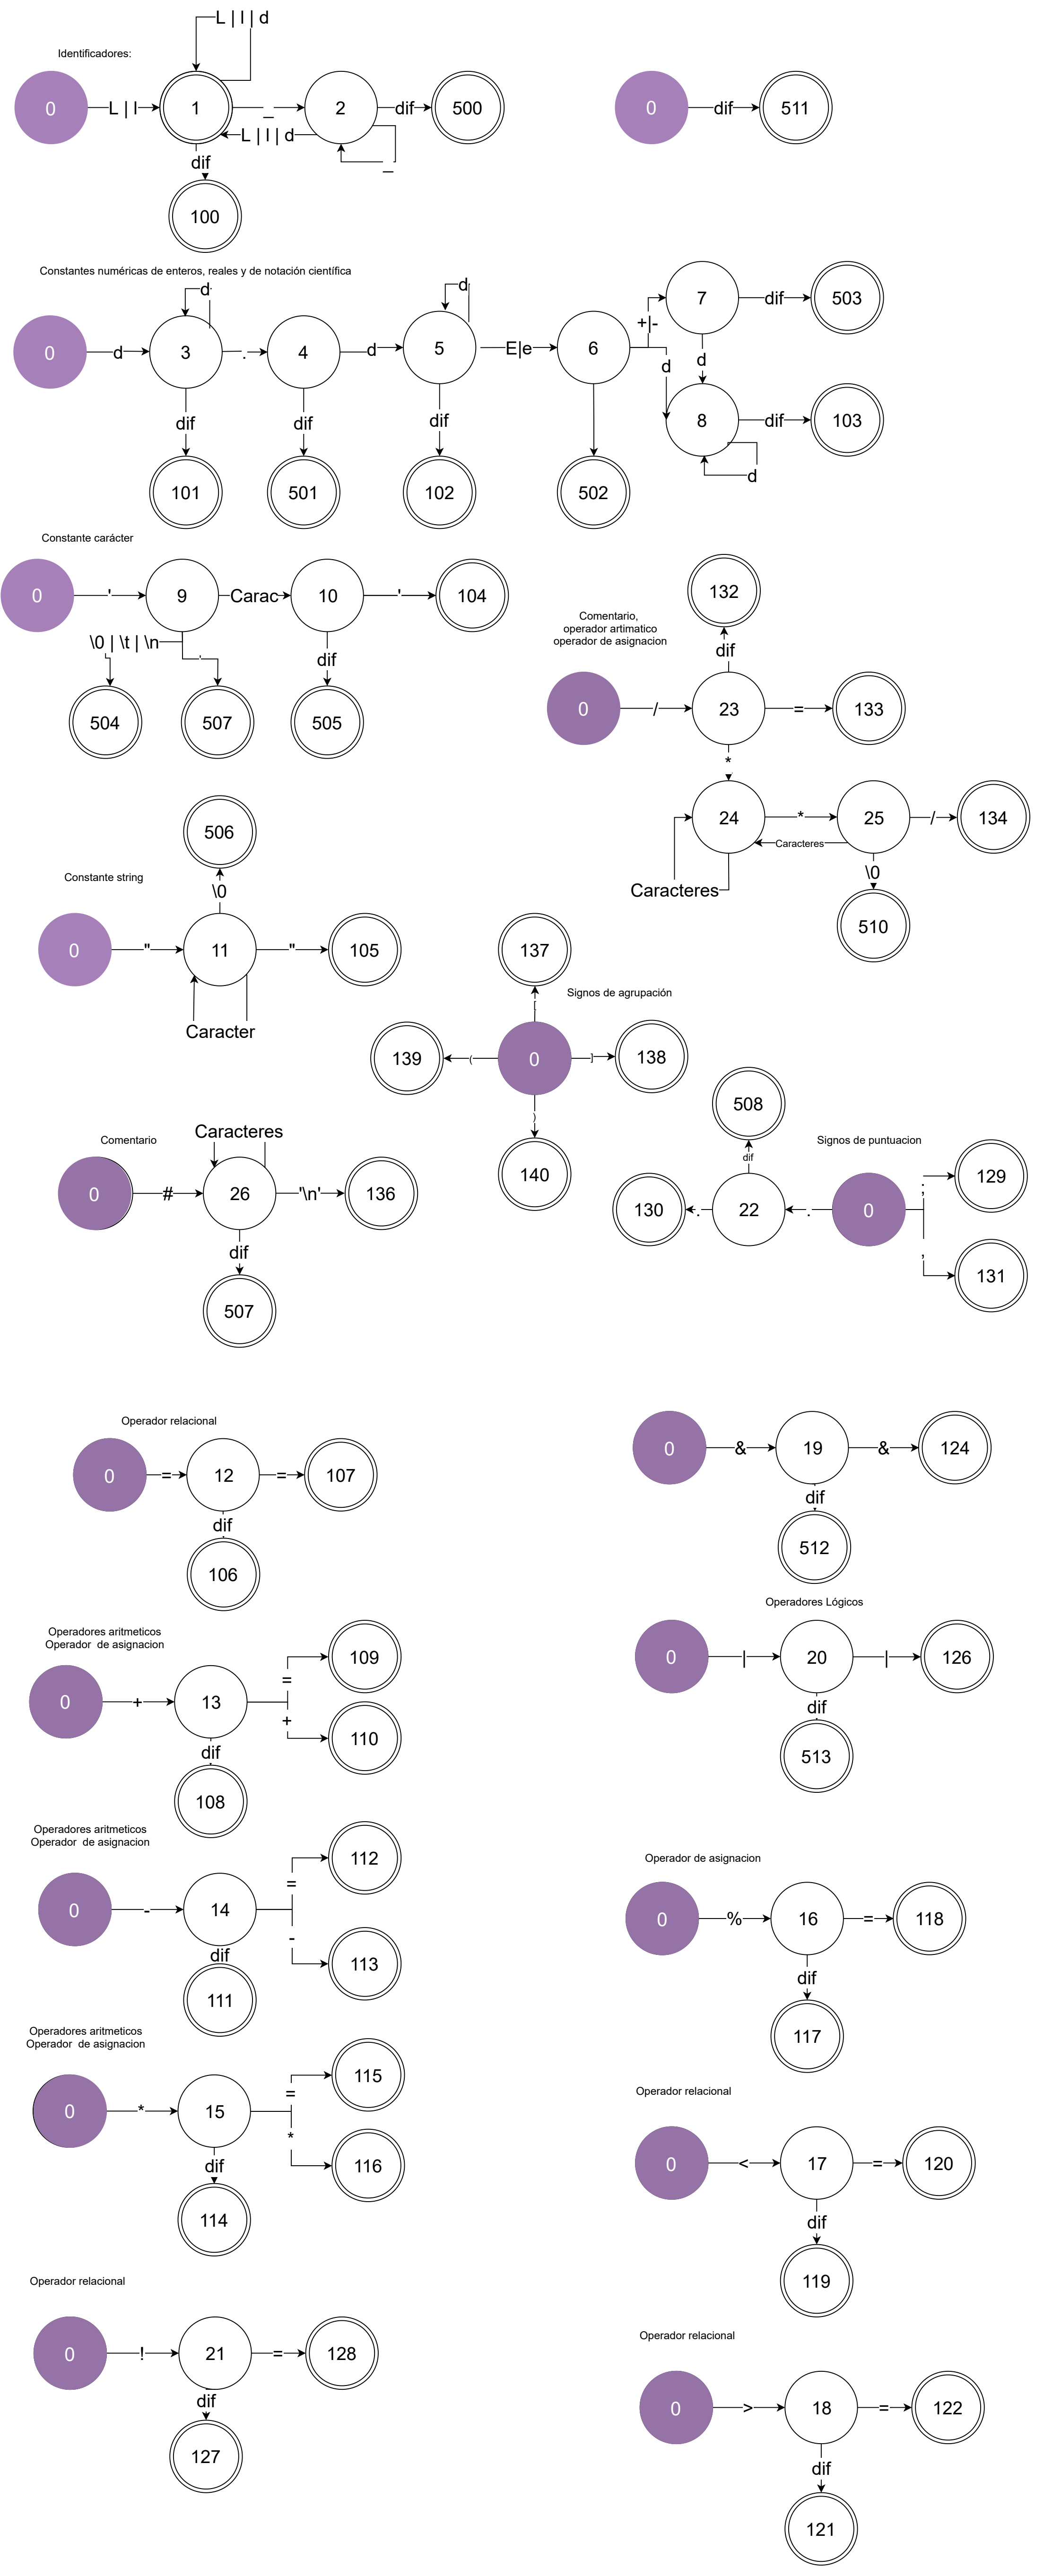 Identificadores:
L | l | d
0
L | l
1
_
2
dif
500
L | l | d
_
dif
100
0
dif
511
Constantes numéricas de enteros, reales y de notación científica
0
d
3
d
.
4
d
5
d
E|e
6
+|-
7
dif
503
d
d
8
dif
103
d
dif
101
dif
501
dif
102
502
Constante carácter
0
'
9
Carac
10
'
104
\0 | \t | \n
'
dif
504
507
505
Comentario,
operador artimatico
operador de asignacion
132
dif
0
/
23
=
133
*
24
*
25
/
134
Caracteres
Caracteres
\0
510
Constante string
506
\0
0
"
11
"
105
Caracter
Signos de agrupación
137
[
139
(
0
]
138
)
140
Comentario
Caracteres
0
#
26
'\n'
136
dif
507
Signos de puntuacion
508
dif
130
.
22
.
0
;
129
,
131
Operador relacional
0
=
12
=
107
dif
106
0
&
19
&
124
dif
512
Operadores Lógicos
0
|
20
|
126
dif
513
Operadores aritmeticos
Operador  de asignacion
0
+
13
=
109
+
110
dif
108
Operadores aritmeticos
Operador  de asignacion
0
-
14
=
112
-
113
dif
111
Operador de asignacion
0
%
16
=
118
dif
117
Operadores aritmeticos
Operador  de asignacion
0
*
15
=
115
*
116
dif
114
Operador relacional
0
<
17
=
120
dif
119
Operador relacional
0
!
21
=
128
dif
127
Operador relacional
0
>
18
=
122
dif
121